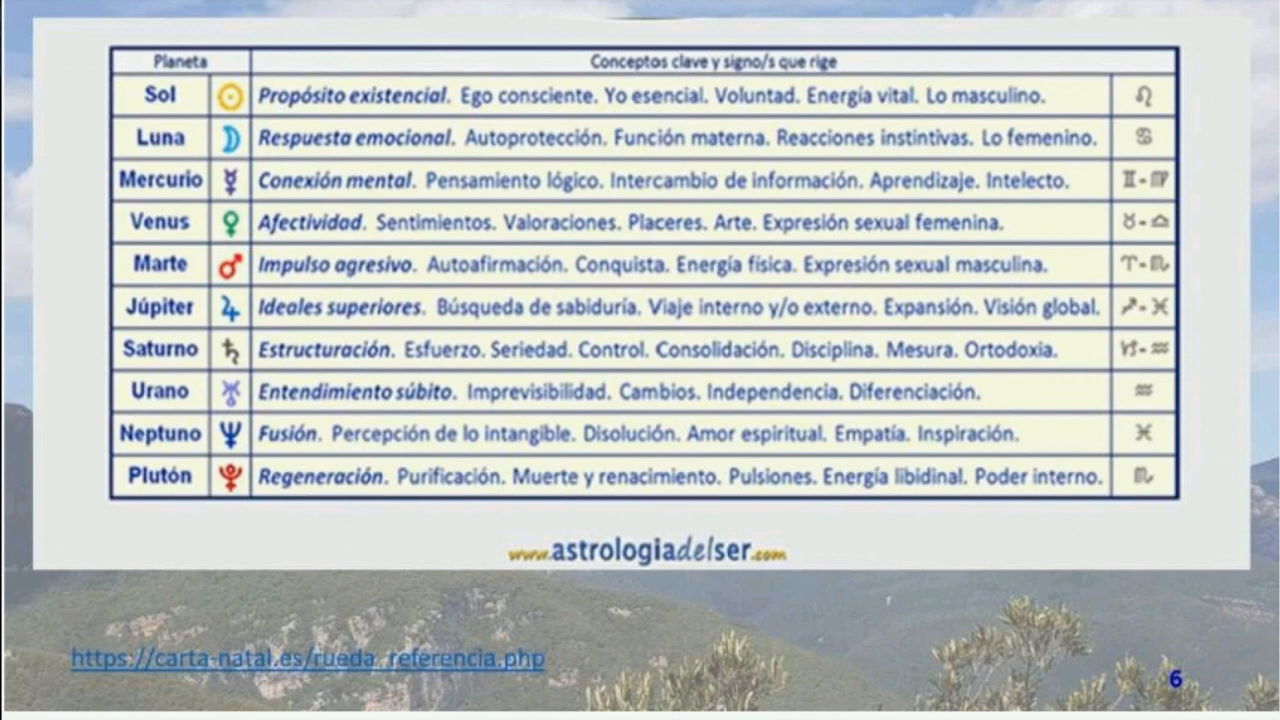 Planeta Conceptos clave y signo/s que rige
Sol ☉ Propósito existencial. Ego consciente. Yo esencial. Voluntad. Energía vital. Lo masculino. ♌
Luna ☽ Respuesta emocional. Autoprotección. Función materna. Reacciones instintivas. Lo femenino. ♋
Mercurio ☿ Conexión mental. Pensamiento lógico. Intercambio de información. Aprendizaje. Intelecto. ♊-♍
Venus ♀ Afectividad. Sentimientos. Valoraciones. Placeres. Arte. Expresión sexual femenina. ♉-♎
Marte ♂ Impulso agresivo. Autoafirmación. Conquista. Energía física. Expresión sexual masculina. ♈-♏
Júpiter ♃ Ideales superiores. Búsqueda de sabiduría. Viaje interno y/o externo. Expansión. Visión global. ♐-♓
Saturno ♄ Estructuración. Esfuerzo. Seriedad. Control. Consolidación. Disciplina. Mesura. Ortodoxia. ♑-♒
Urano ♅ Entendimiento súbito. Imprevisibilidad. Cambios. Independencia. Diferenciación. ♒
Neptuno ♆ Fusión. Percepción de lo intangible. Disolución. Amor espiritual. Empatía. Inspiración. ♓
Plutón Regeneración. Purificación. Muerte y renacimiento. Pulsiones. Energía libidinal. Poder interno. ♏
www.astrologiadelser.com
https://carta-natal.es/rueda_referencia.php
6